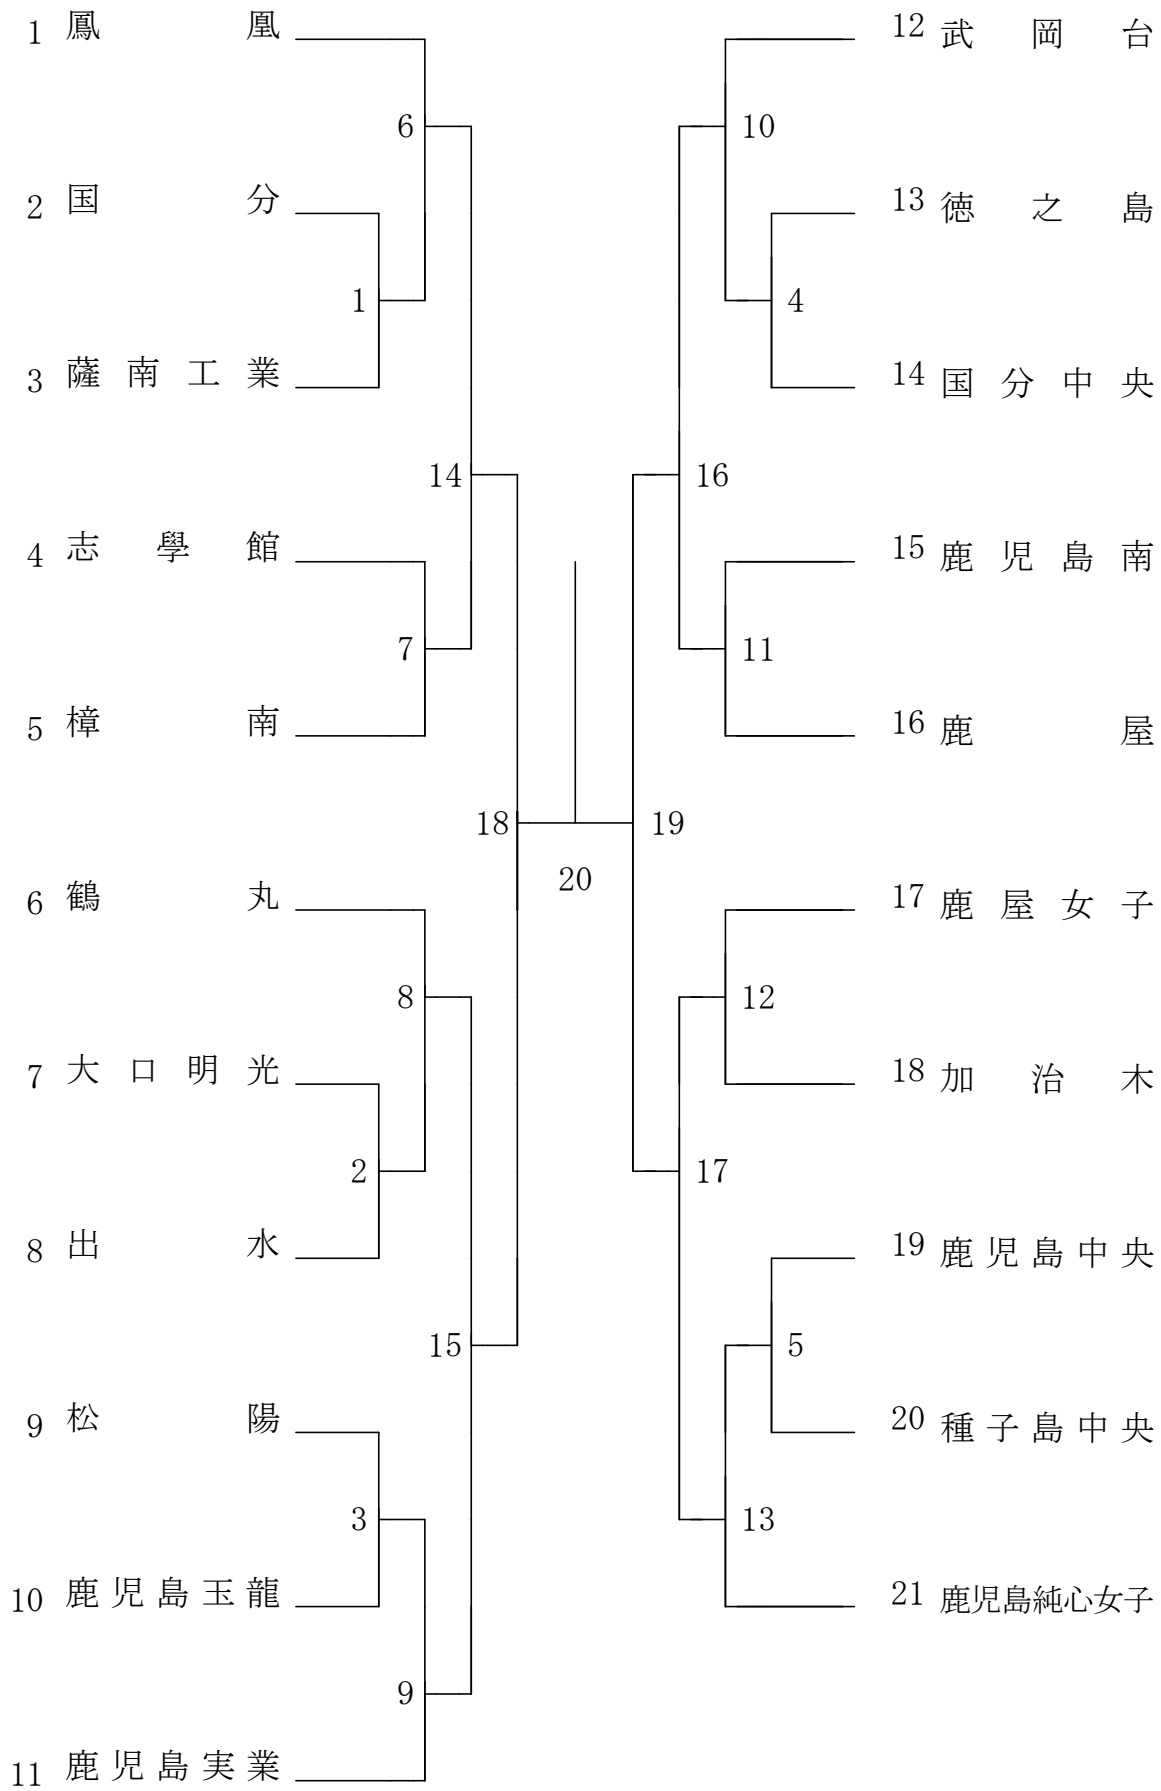 1 鳳凰
2 国分
3 薩南工業
4 志學館
5 樟南
6 鶴丸
7 大口明光
8 出水
9 松陽
10 鹿児島玉龍
11 鹿児島実業
6
1
14
7
18
8
2
15
3
9
20
12 武岡台
13 徳之島
14 国分中央
15 鹿児島南
16 鹿屋
17 鹿屋女子
18 加治木
19 鹿児島中央
20 種子島中央
21 鹿児島純心女子
10
4
16
11
19
12
17
5
13